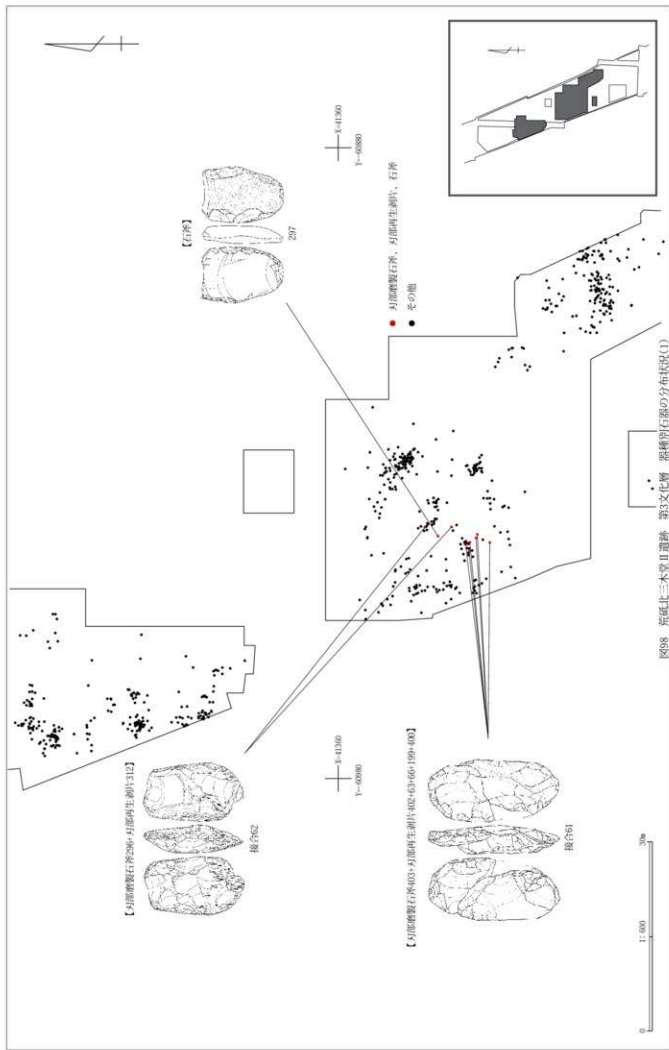 【石斧】
297
X=41360
Y=-60880
刃部磨製石斧、刃部再生剥片、石斧
その他
【刃部磨製石斧296+刃部再生剥片312】
接合62
X=41360
Y=-60980
【刃部磨製石斧403+刃部再生剥片402+63+66+199+400】
接合61
0
1:600
30m
図98 荒砥北三木堂Ⅱ遺跡 第3文化層 器種別石器の分布状況(1)